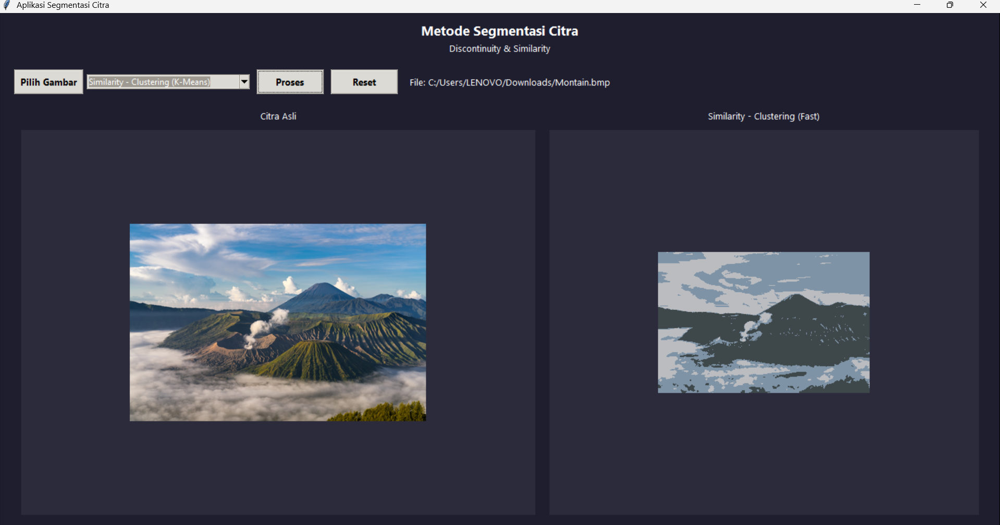 Aplikasi Segmentasi Citra
Metode Segmentasi Citra
Discontinuity & Similarity
Pilih Gambar
Similarity - Clustering (K-Means)
Proses
Reset
File: C:/Users/LENOVO/Downloads/Montain.bmp
Citra Asli
Similarity - Clustering (Fast)